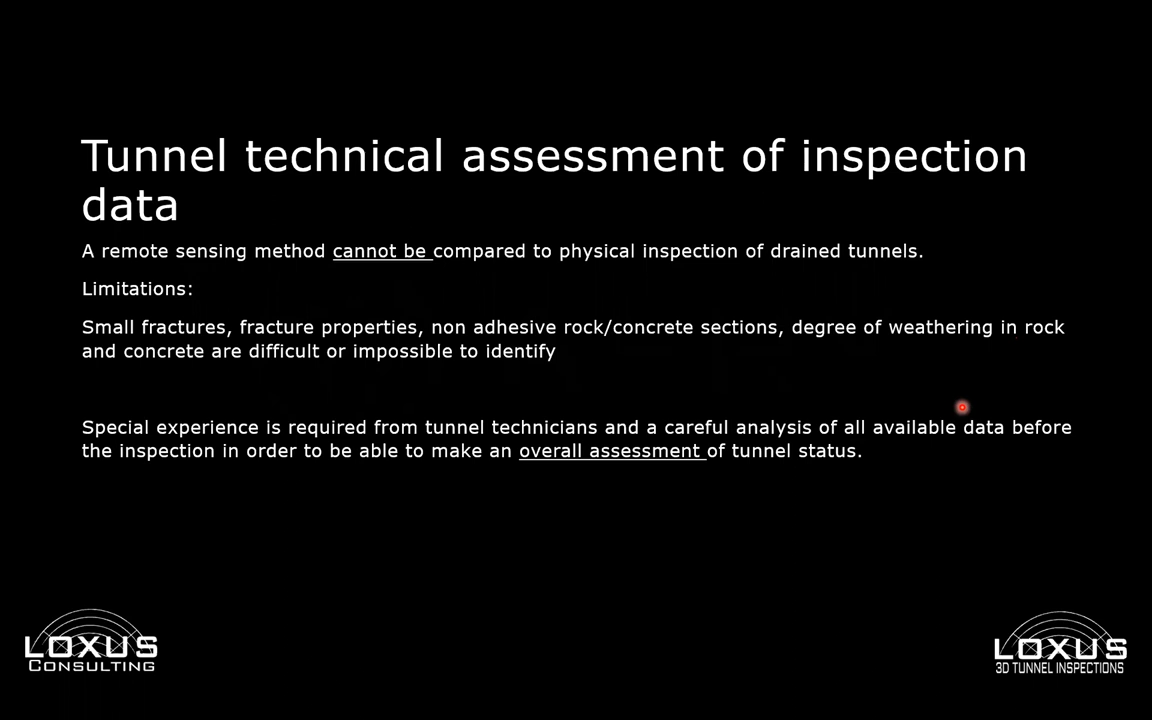 Tunnel technical assessment of inspection
data
A remote sensing method cannot be compared to physical inspection of drained tunnels.
Limitations:
Small fractures, fracture properties, non adhesive rock/concrete sections, degree of weathering in rock
and concrete are difficult or impossible to identify
Special experience is required from tunnel technicians and a careful analysis of all available data before
the inspection in order to be able to make an overall assessment of tunnel status.
LOXUS
CONSULTING
LOXUS
3D TUNNEL INSPECTIONS